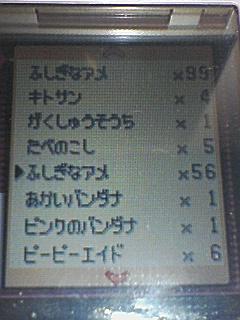 ふしぎなアメ ×99
キトサン × 4
がくしゅうそうち × 1
たべのこし × 5
▶ふしぎなアメ ×56
あかいバンダナ × 1
ピンクのバンダナ × 1
ピーピーエイド × 6